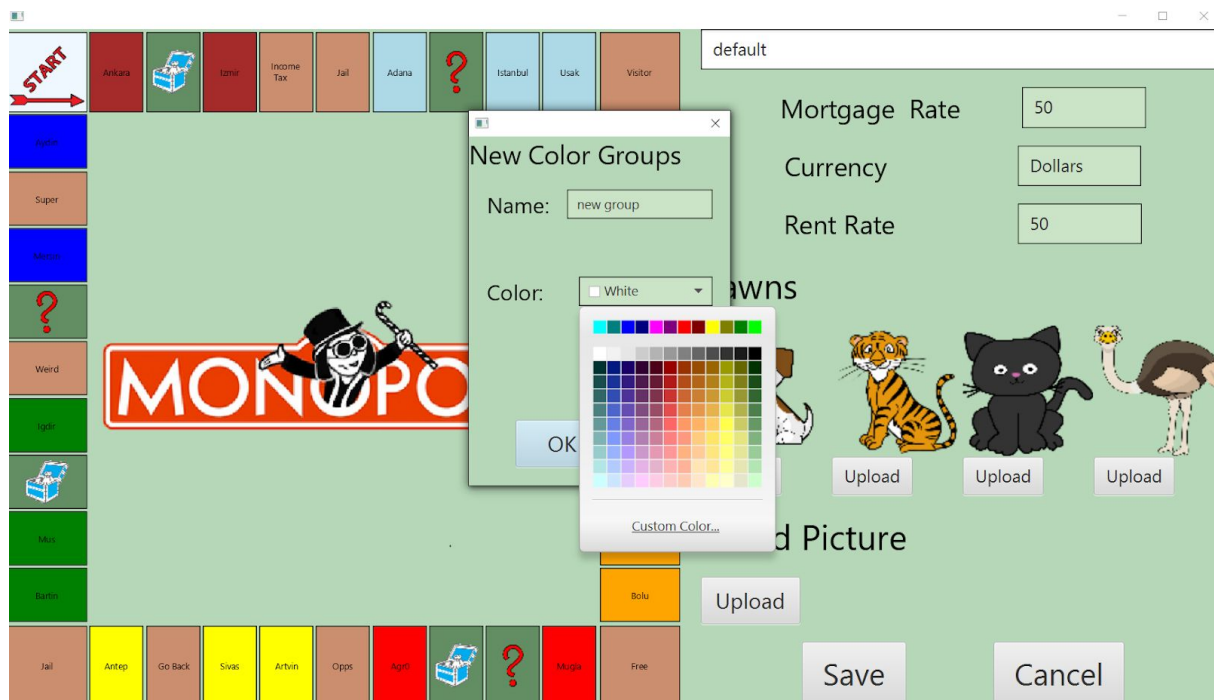 START
Ankara
Izmir
Income
Tax
Jail
Adana
Istanbul
Usak
Visitor
default
Mortgage Rate
50
Currency
Dollars
Rent Rate
50
New Color Groups
Name:
new group
Color:
White
OK
Custom Color...
awns
Upload
Upload
Upload
d Picture
Upload
Save
Cancel
Aydin
Super
?
Weird
Igdir
Mus
Bartin
MONOPO
Bolu
Jail
Antep
Go Back
Sivas
Artvin
Opps
?
Mugla
Free
?